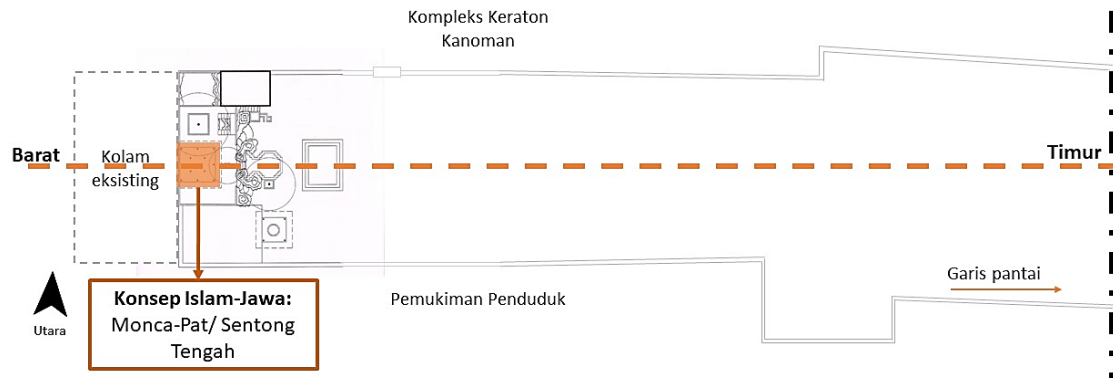 Kompleks Keraton
Kanoman
Barat
Kolam
eksisting
Timur
Garis pantai
Utara
Konsep Islam-Jawa:
Monca-Pat/ Sentong
Tengah
Pemukiman Penduduk